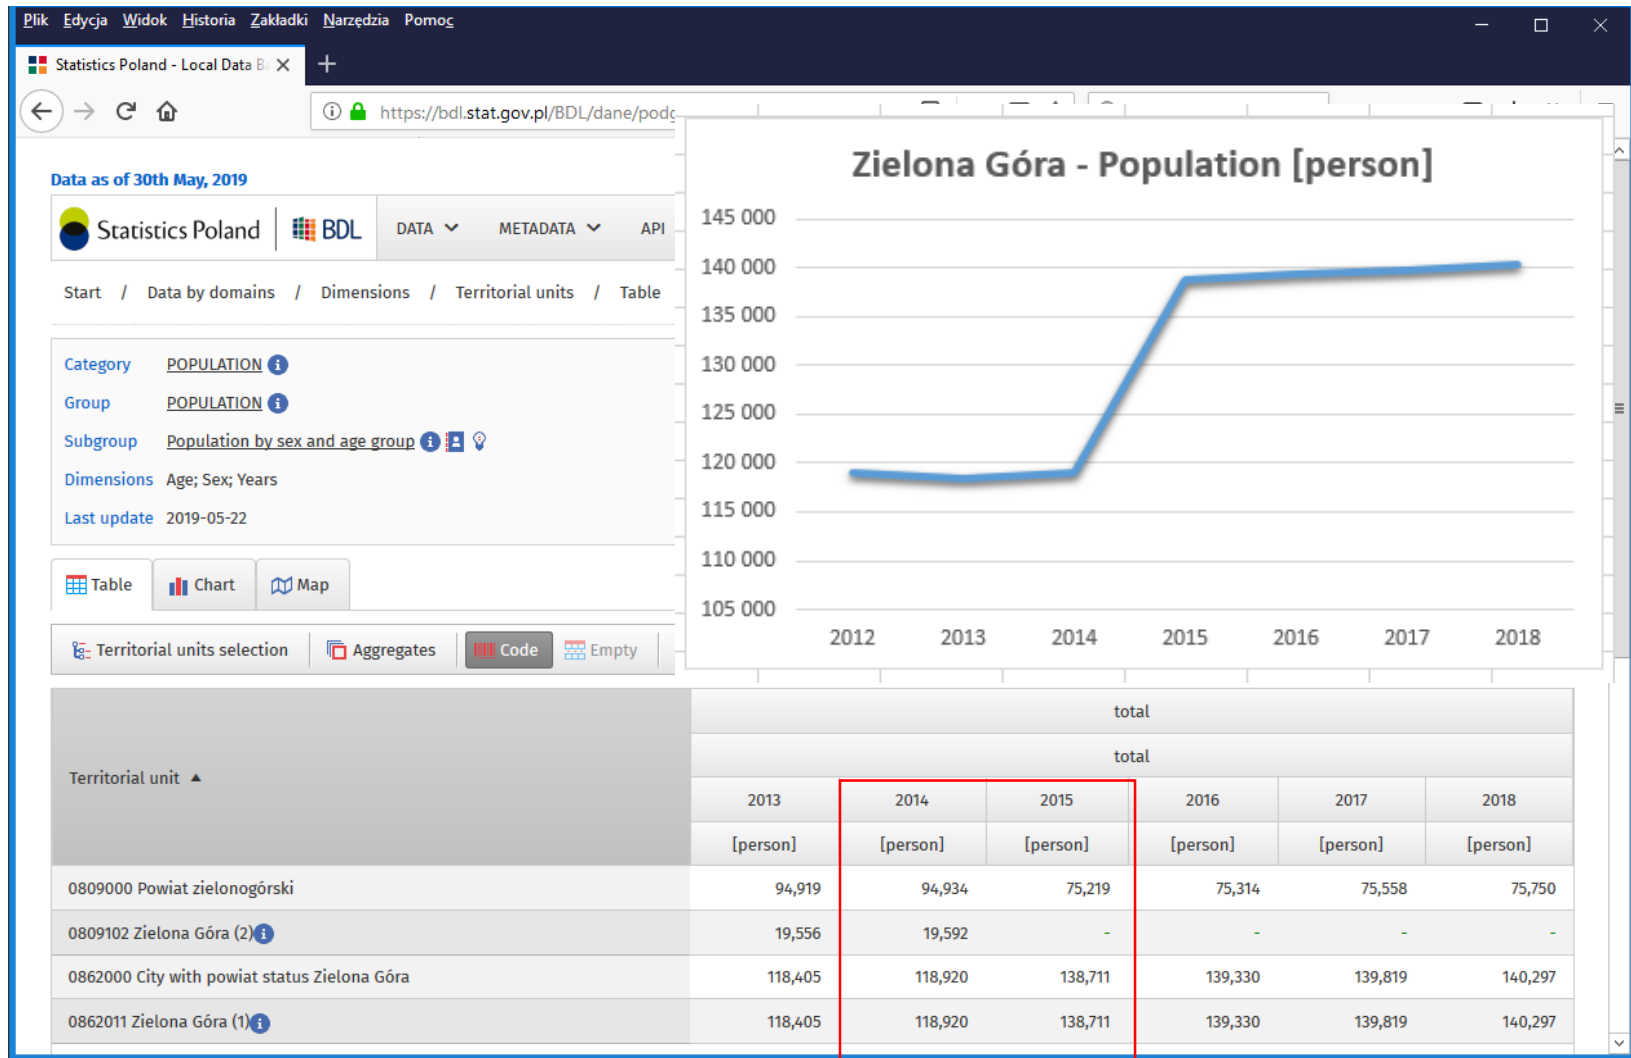 Plik Edycja Widok Historia Zakładki Narzędzia Pomoc
Statistics Poland - Local Data B
https://bdl.stat.gov.pl/BDL/dane/podg
Data as of 30th May, 2019
Statistics Poland BDL DATA METADATA API
Start / Data by domains / Dimensions / Territorial units / Table
Category POPULATION
Group POPULATION
Subgroup Population by sex and age group
Dimensions Age; Sex; Years
Last update 2019-05-22
Table Chart Map
Territorial units selection Aggregates Code Empty
Zielona Góra - Population [person]
145 000
140 000
135 000
130 000
125 000
120 000
115 000
110 000
105 000
2012 2013 2014 2015 2016 2017 2018
Territorial unit
total
total
2013 2014 2015 2016 2017 2018
[person] [person] [person] [person] [person] [person]
0809000 Powiat zielonogórski 94,919 94,934 75,219 75,314 75,558 75,750
0809102 Zielona Góra (2) 19,556 19,592 - - - -
0862000 City with powiat status Zielona Góra 118,405 118,920 138,711 139,330 139,819 140,297
0862011 Zielona Góra (1) 118,405 118,920 138,711 139,330 139,819 140,297